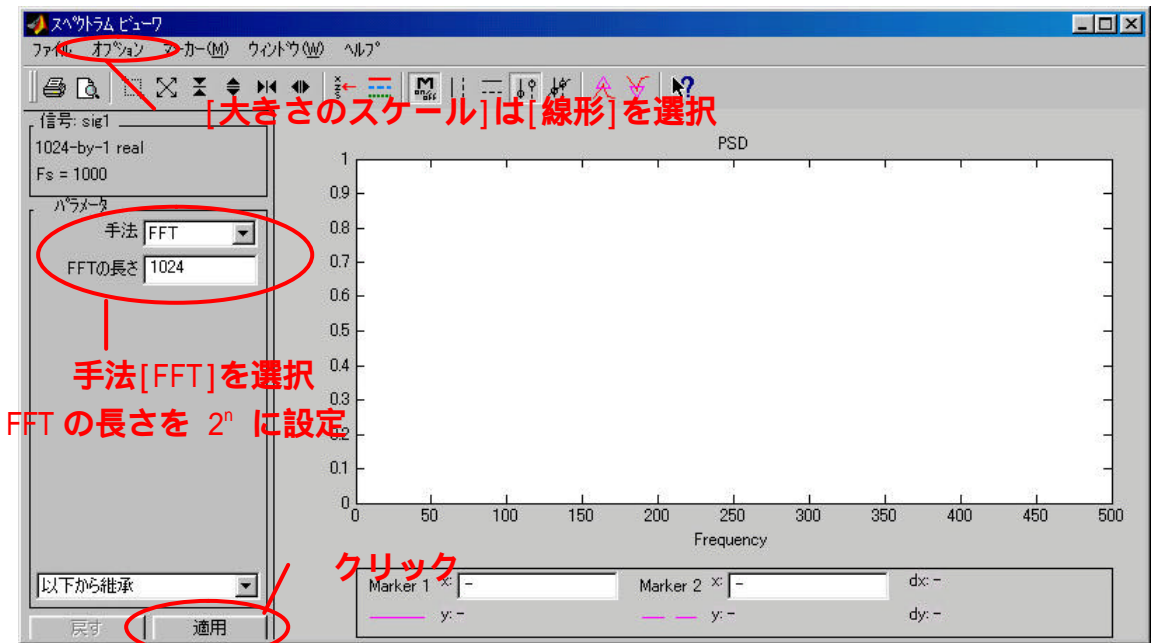 スペクトラム ビューワ
ファイル オプション マーカー(M) ウィンドウ(W) ヘルプ
[大きさのスケール]は[線形]を選択
信号: sig1
1024-by-1 real
Fs = 1000
パラメータ
手法 FFT
FFTの長さ 1024
手法[FFT]を選択
FFT の長さを 2ⁿ に設定
以下から継承
戻す 適用
クリック
PSD
1
0.9
0.8
0.7
0.6
0.5
0.4
0.3
0.2
0.1
0
0 50 100 150 200 250 300 350 400 450 500
Frequency
Marker 1 x: - Marker 2 x: - dx: -
y: - y: - dy: -